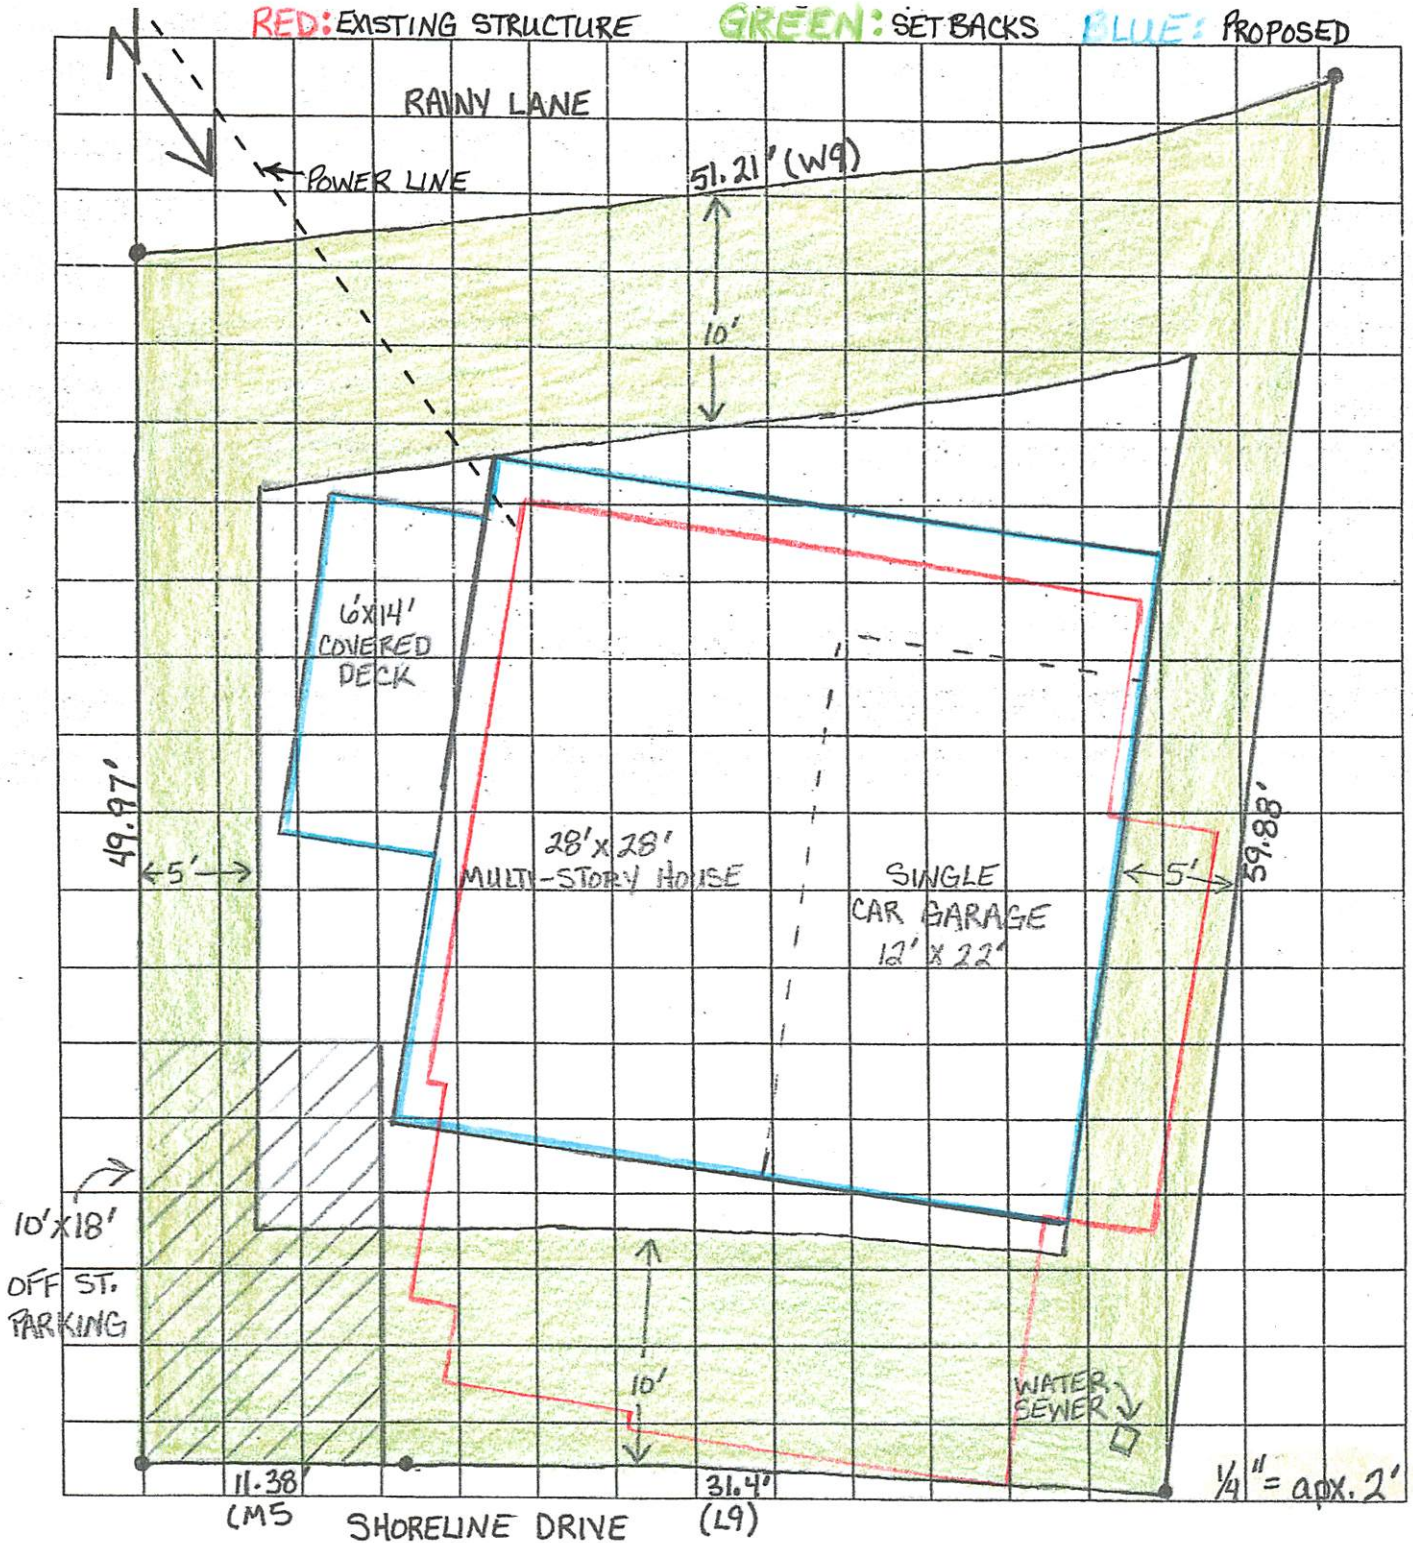 RED: EXISTING STRUCTURE GREEN: SETBACKS BLUE: PROPOSED
N
RAINY LANE
POWER LINE
51.21' (W9)
10'
6'X14'
COVERED
DECK
49.97'
5'
28'X28'
MULTI-STORY HOUSE
SINGLE
CAR GARAGE
12' X 22'
5'
59.88'
10'X18'
OFF ST.
PARKING
10'
WATER
SEWER
11.38'
(M5
31.4'
(L9)
1/4" = apx. 2'
SHORELINE DRIVE